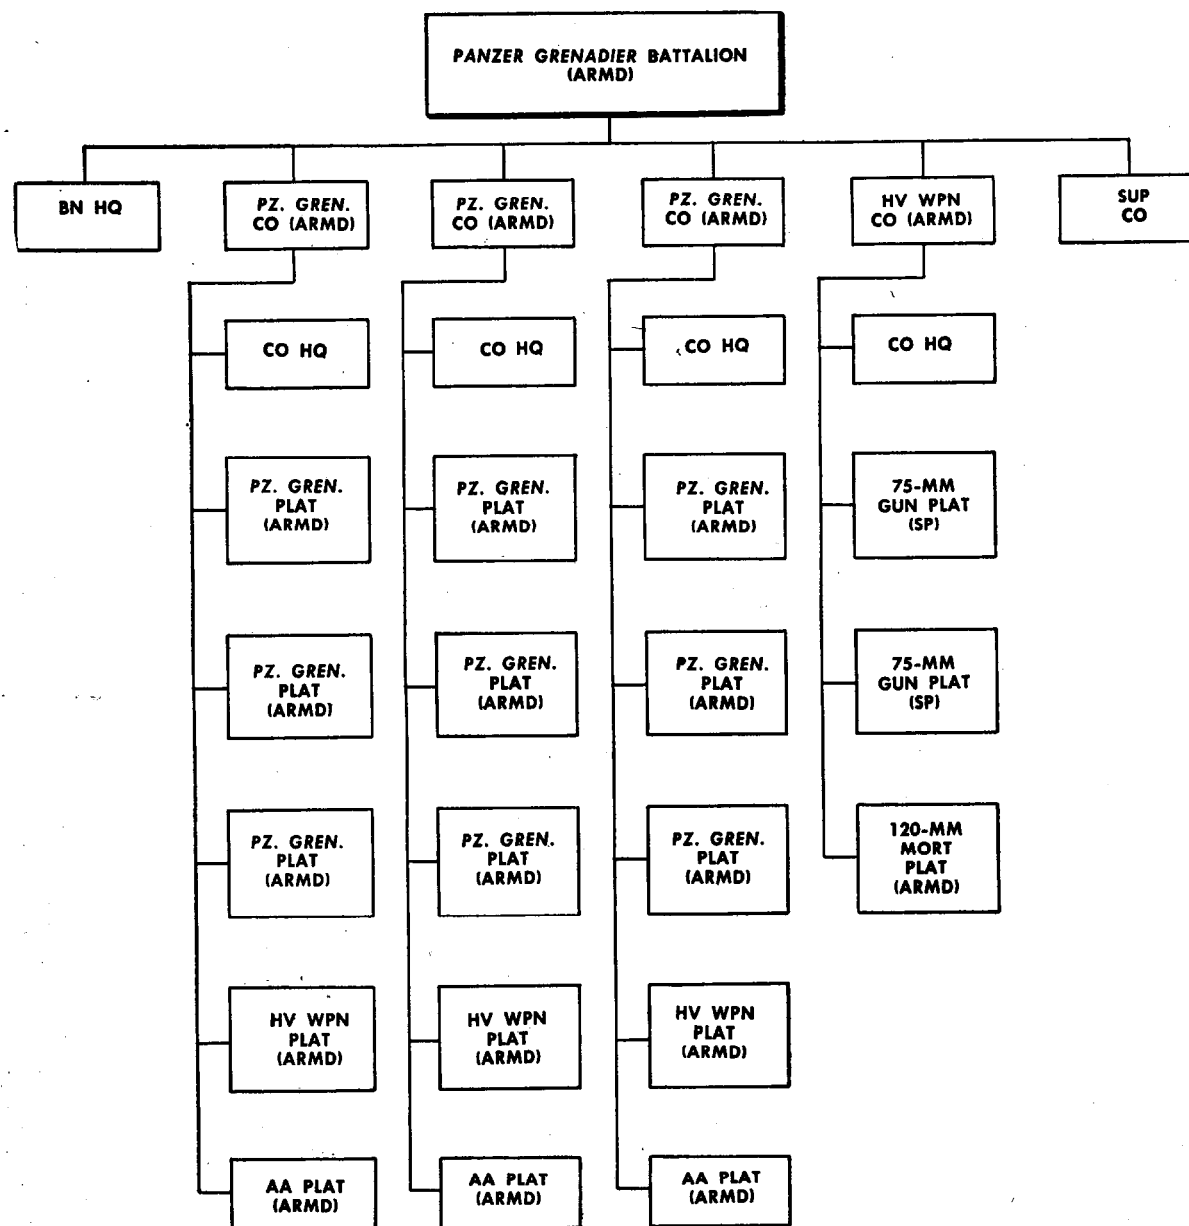 PANZER GRENADIER BATTALION
(ARMD)
BN HQ
PZ. GREN.
CO (ARMD)
PZ. GREN.
CO (ARMD)
PZ. GREN.
CO (ARMD)
HV WPN
CO (ARMD)
SUP
CO
CO HQ
CO HQ
CO HQ
CO HQ
PZ. GREN.
PLAT
(ARMD)
PZ. GREN.
PLAT
(ARMD)
PZ. GREN.
PLAT
(ARMD)
75-MM
GUN PLAT
(SP)
PZ. GREN.
PLAT
(ARMD)
PZ. GREN.
PLAT
(ARMD)
PZ. GREN.
PLAT
(ARMD)
75-MM
GUN PLAT
(SP)
PZ. GREN.
PLAT
(ARMD)
PZ. GREN.
PLAT
(ARMD)
PZ. GREN.
PLAT
(ARMD)
120-MM
MORT
PLAT
(ARMD)
HV WPN
PLAT
(ARMD)
HV WPN
PLAT
(ARMD)
HV WPN
PLAT
(ARMD)
AA PLAT
(ARMD)
AA PLAT
(ARMD)
AA PLAT
(ARMD)